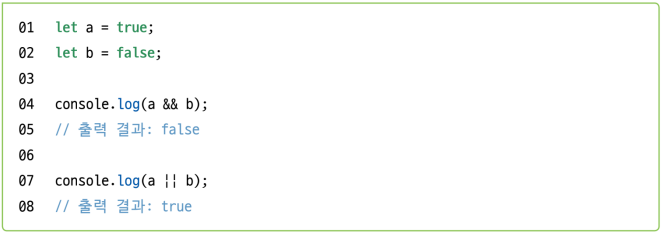 01 let a = true;
02 let b = false;
03
04 console.log(a && b);
05 // 출력 결과: false
06
07 console.log(a || b);
08 // 출력 결과: true